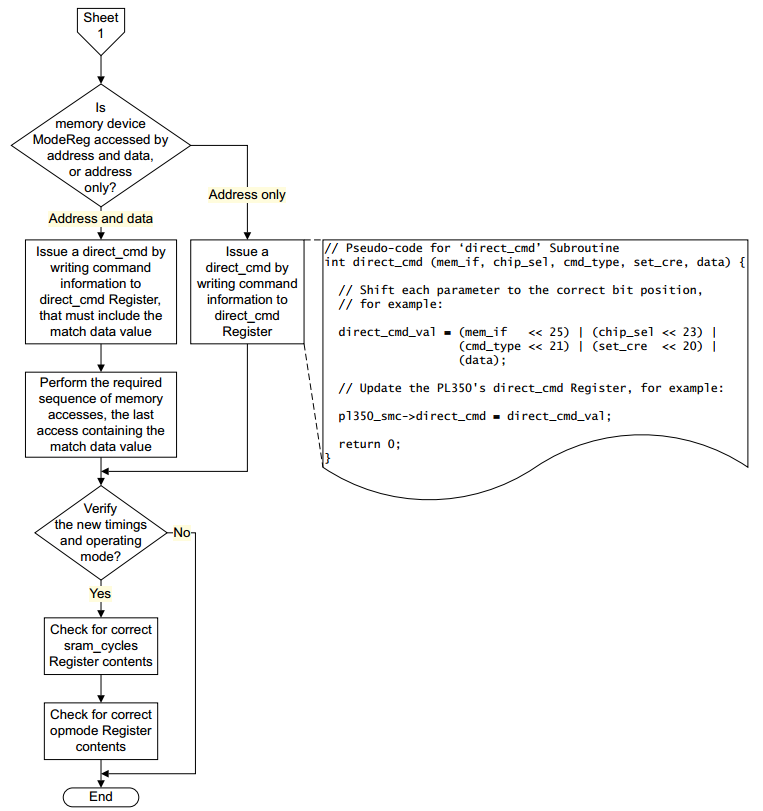 Sheet
1
Is
memory device
ModeReg accessed by
address and data,
or address
only?
Address only
Address and data
Issue a direct_cmd by
writing command
information to
direct_cmd Register,
that must include the
match data value
Issue a
direct_cmd by
writing command
information to
direct_cmd
Register
// Pseudo-code for ‘direct_cmd’ Subroutine
int direct_cmd (mem_if, chip_sel, cmd_type, set_cre, data) {
// Shift each parameter to the correct bit position,
// for example:
direct_cmd_val = (mem_if << 25) | (chip_sel << 23) |
(cmd_type << 21) | (set_cre << 20) |
(data);
// Update the PL350's direct_cmd Register, for example:
pl350_smc->direct_cmd = direct_cmd_val;
return 0;
}
Perform the required
sequence of memory
accesses, the last
access containing the
match data value
Verify
the new timings
and operating
mode?
No
Yes
Check for correct
sram_cycles
Register contents
Check for correct
opmode Register
contents
End